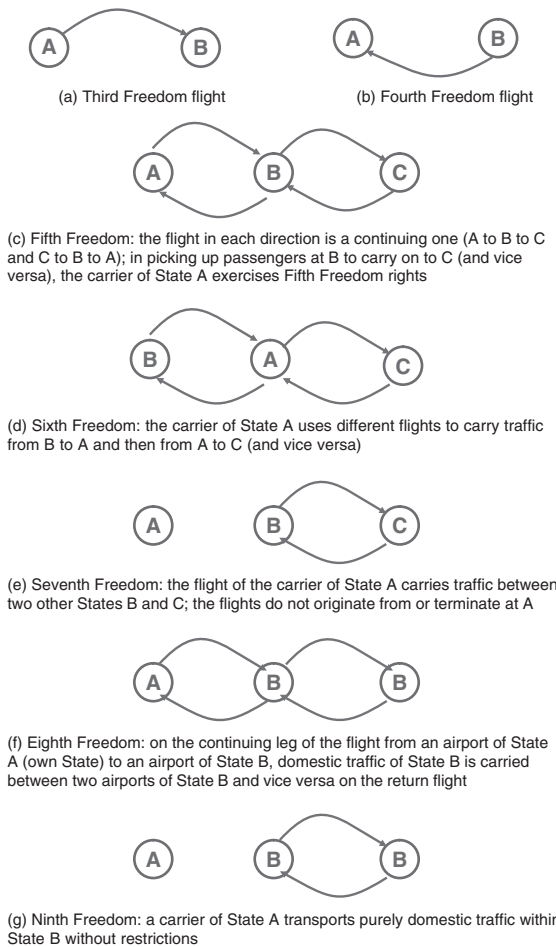 A B A B
(a) Third Freedom flight (b) Fourth Freedom flight
A B C
(c) Fifth Freedom: the flight in each direction is a continuing one (A to B to C
and C to B to A); in picking up passengers at B to carry on to C (and vice
versa), the carrier of State A exercises Fifth Freedom rights
B A C
(d) Sixth Freedom: the carrier of State A uses different flights to carry traffic
from B to A and then from A to C (and vice versa)
A B C
(e) Seventh Freedom: the flight of the carrier of State A carries traffic between
two other States B and C; the flights do not originate from or terminate at A
A B B
(f) Eighth Freedom: on the continuing leg of the flight from an airport of State
A (own State) to an airport of State B, domestic traffic of State B is carried
between two airports of State B and vice versa on the return flight
A B B
(g) Ninth Freedom: a carrier of State A transports purely domestic traffic within
State B without restrictions